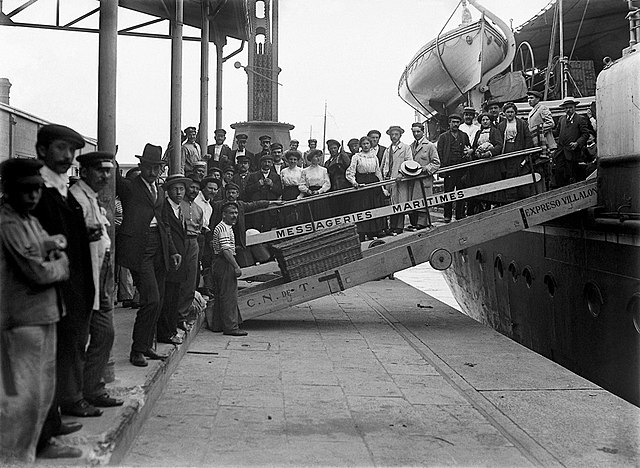 MESSAGERIES MARITIMES
EXPRESO VILLALON
C.N. DE T.